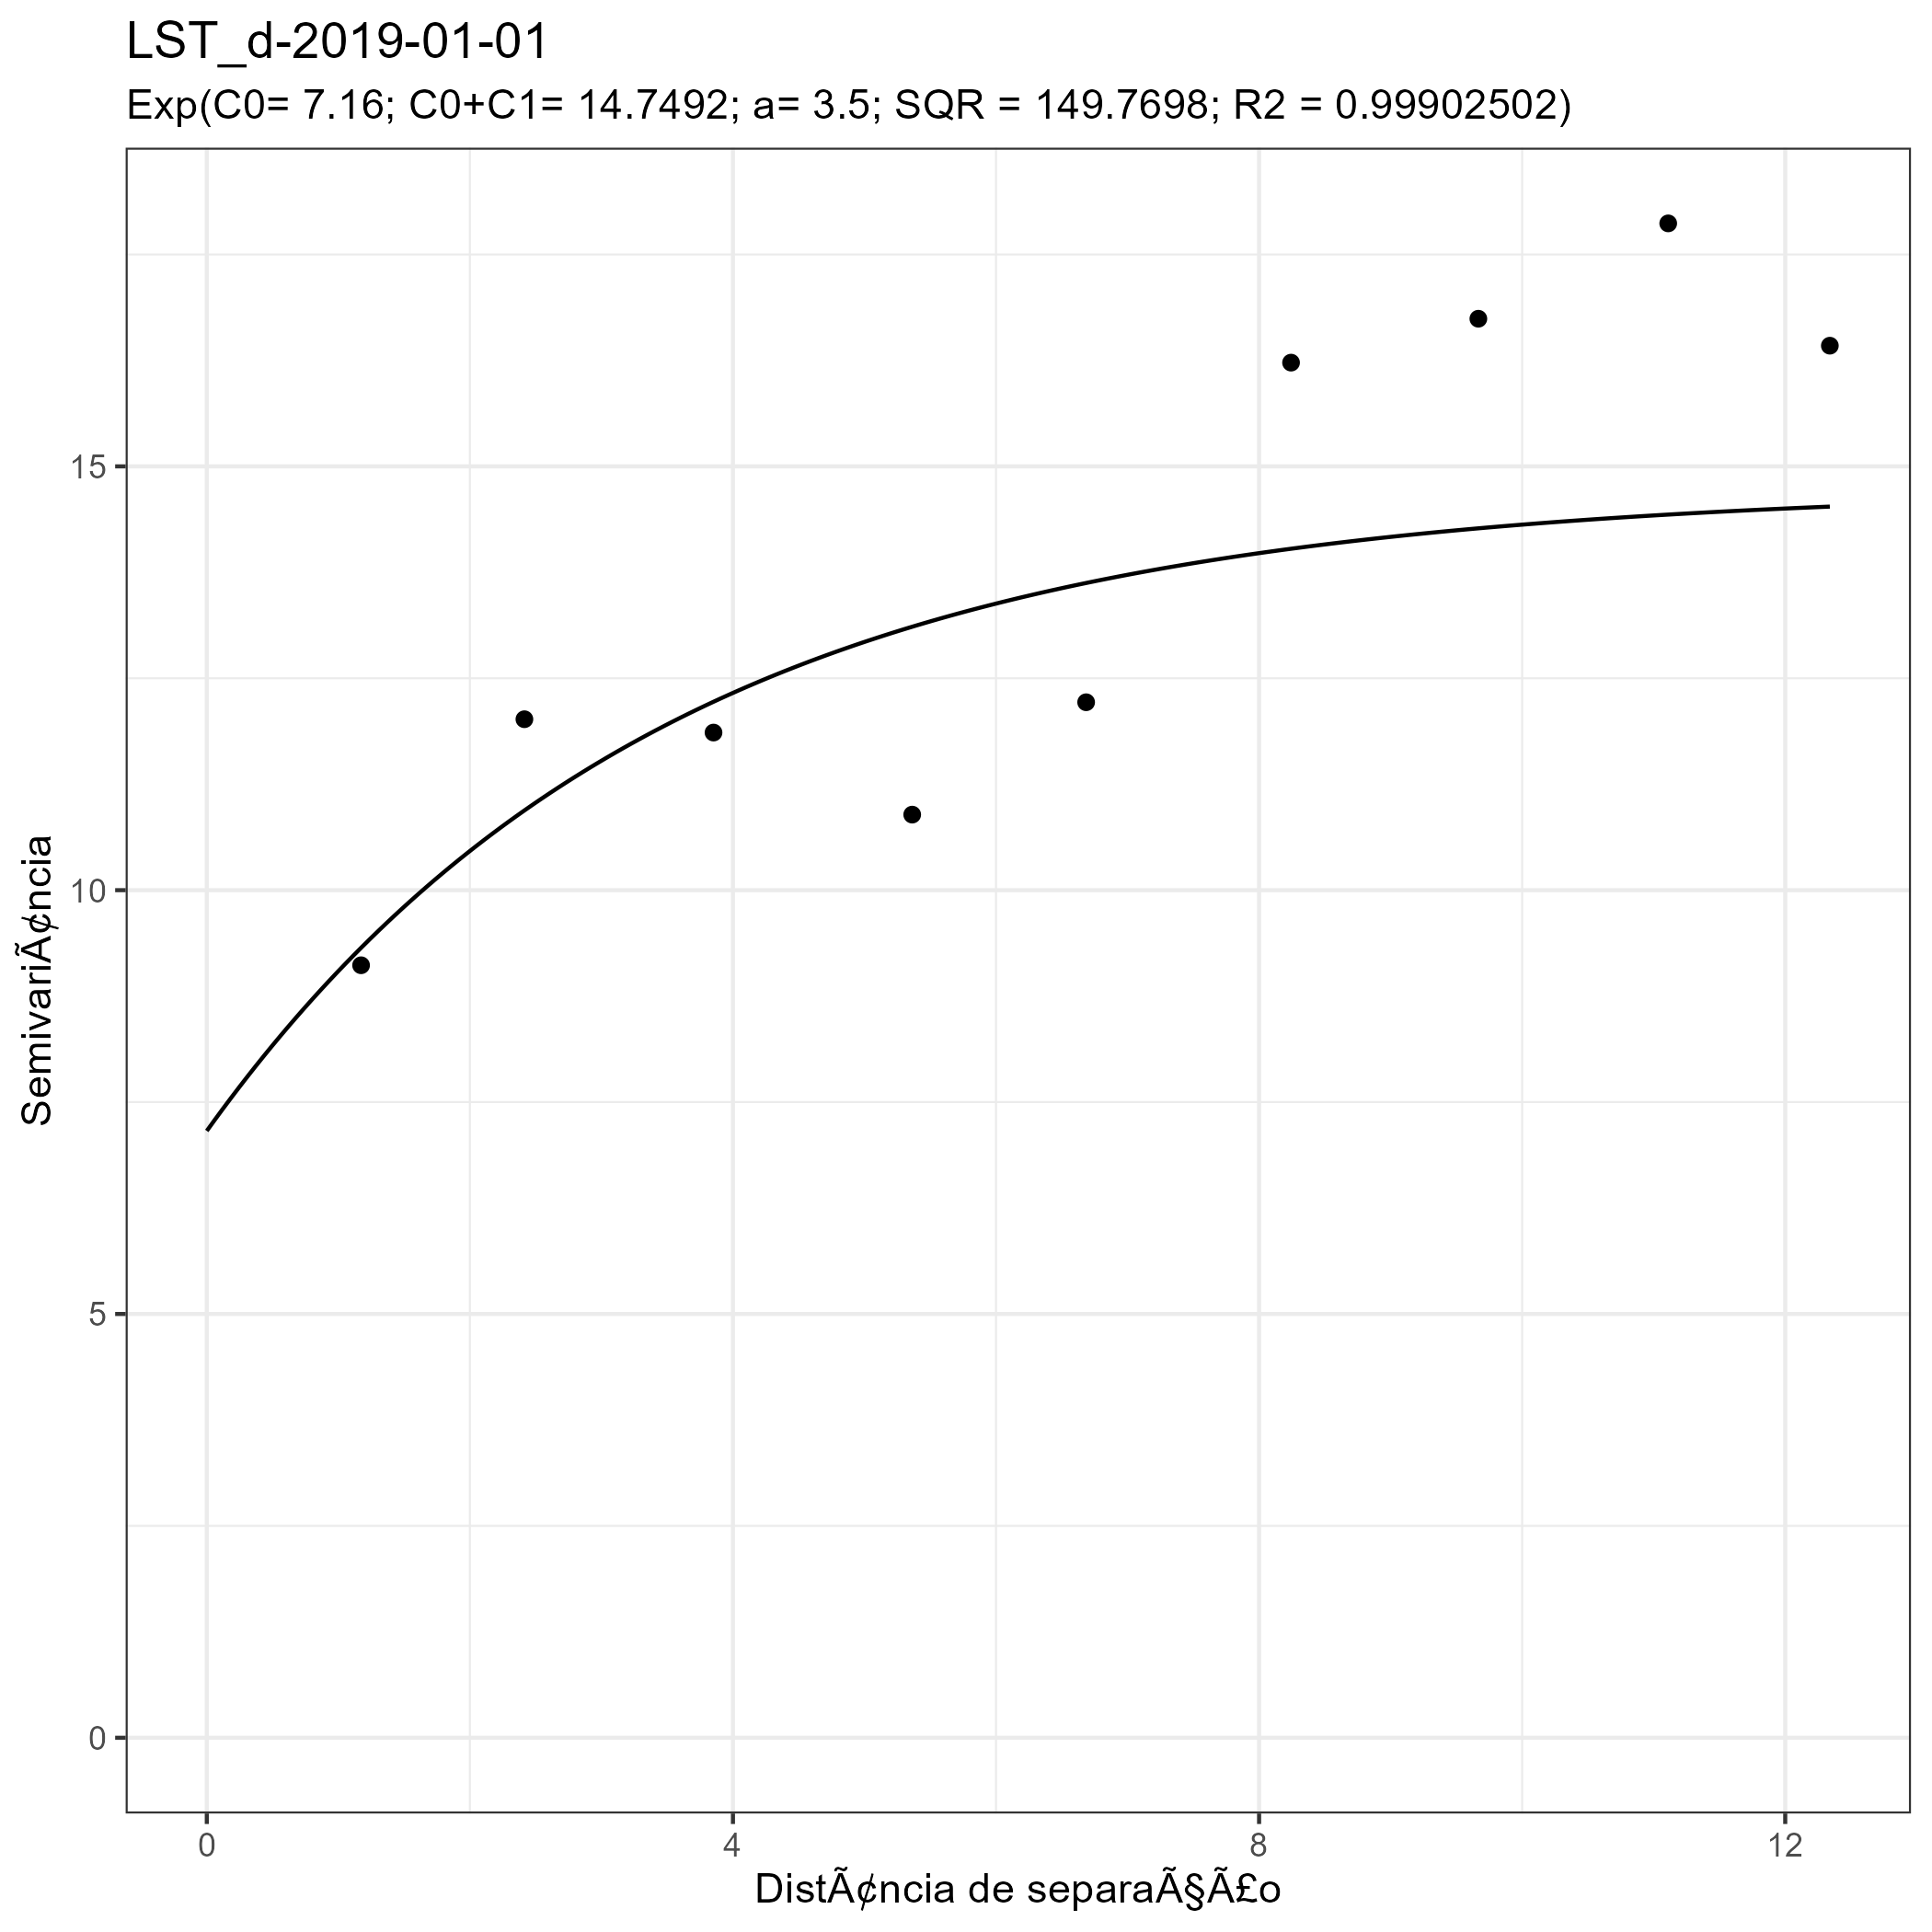 LST_d-2019-01-01
Exp(C0= 7.16; C0+C1= 14.7492; a= 3.5; SQR = 149.7698; R2 = 0.99902502)
SemivariÃ¢ncia
15
10
5
0
0 4 8 12
DistÃ¢ncia de separaÃ§Ã£o